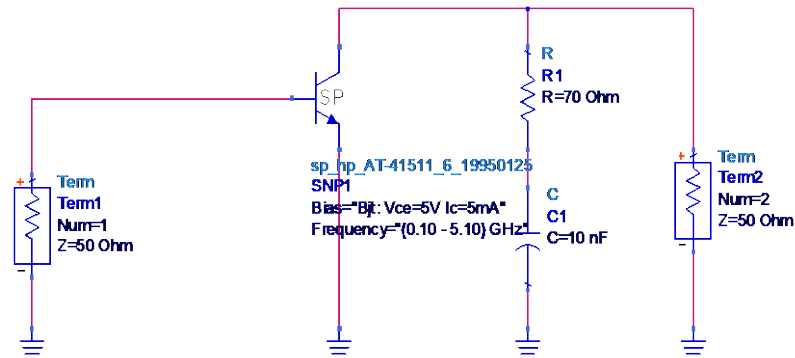 SP
R
R1
R=70 Ohm
sp_hp_AT-41511_6_19950125
SNP1
Bias="Bjt: Vce=5V Ic=5mA"
Frequency="{0.10 - 5.10} GHz"
C
C1
C=10 nF
+
Term
Term1
Num=1
Z=50 Ohm
-
+
Term
Term2
Num=2
Z=50 Ohm
-